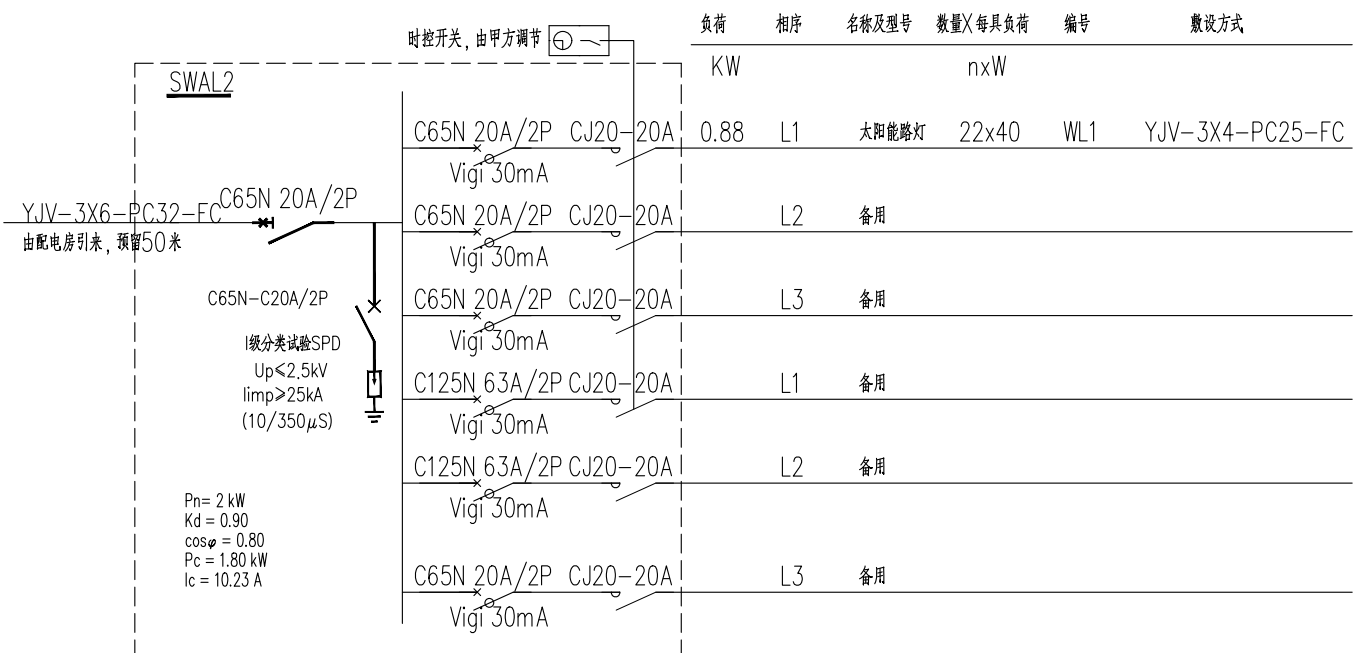 时控开关，由甲方调节
负荷 相序 名称及型号 数量X每具负荷 编号 敷设方式
KW nxW
SWAL2
C65N 20A/2P CJ20-20A 0.88 L1 太阳能路灯 22x40 WL1 YJV-3X4-PC25-FC
Vigi 30mA
YJV-3X6-PC32-FC C65N 20A/2P
由配电房引来，预留50米
C65N 20A/2P CJ20-20A L2 备用
Vigi 30mA
C65N-C20A/2P
I级分类试验SPD
Up≤2.5kV
Iimp≥25kA
(10/350μS)
C65N 20A/2P CJ20-20A L3 备用
Vigi 30mA
C125N 63A/2P CJ20-20A L1 备用
Vigi 30mA
C125N 63A/2P CJ20-20A L2 备用
Vigi 30mA
Pn= 2 kW
Kd = 0.90
cosφ = 0.80
Pc = 1.80 kW
Ic = 10.23 A
C65N 20A/2P CJ20-20A L3 备用
Vigi 30mA